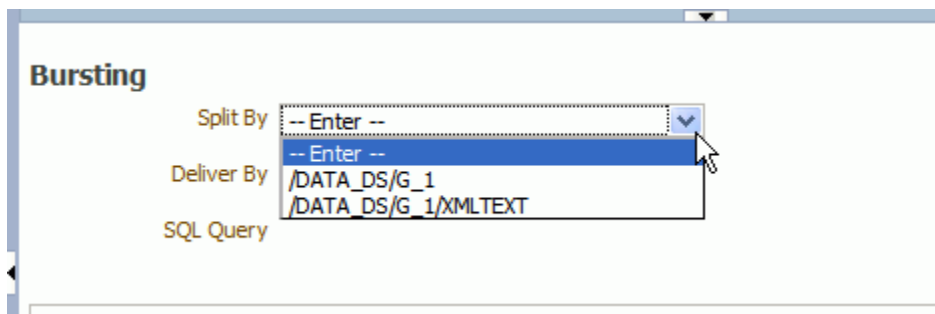 Bursting
Split By -- Enter --
-- Enter --
Deliver By /DATA_DS/G_1
/DATA_DS/G_1/XMLTEXT
SQL Query